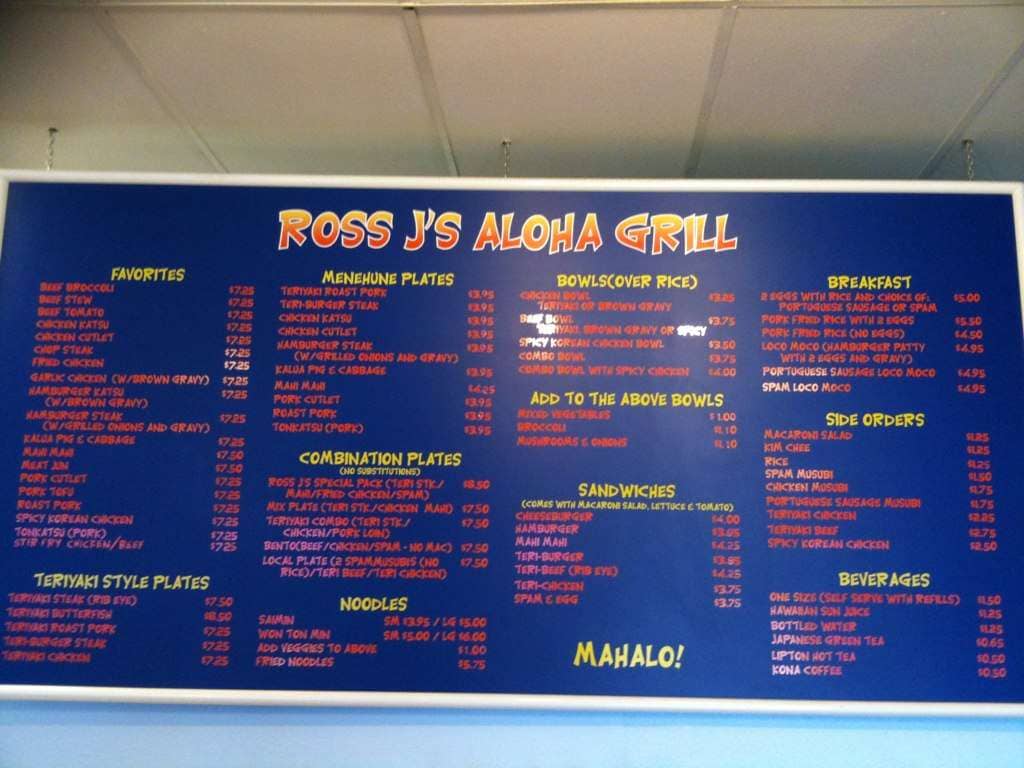 ROSS J'S ALOHA GRILL
FAVORITES
BEEF BROCCOLI $7.25
BEEF STEW $7.25
BEEF TOMATO $7.25
CHICKEN KATSU $7.25
CHICKEN CUTLET $7.25
CHOP STEAK $7.25
FRIED CHICKEN $7.25
GARLIC CHICKEN (W/BROWN GRAVY) $7.25
HAMBURGER KATSU $7.25
(W/BROWN GRAVY)
HAMBURGER STEAK $7.25
(W/GRILLED ONIONS AND GRAVY)
KALUA PIG & CABBAGE $7.25
MAHI MAHI $7.50
MEAT JUN $7.50
PORK CUTLET $7.25
PORK TOFU $7.25
ROAST PORK $7.25
SPICY KOREAN CHICKEN $7.25
TONKATSU (PORK) $7.25
STIR FRY CHICKEN/BEEF $7.25
TERIYAKI STYLE PLATES
TERIYAKI STEAK (RIB EYE) $7.50
TERIYAKI BUTTERFISH $8.50
TERIYAKI ROAST PORK $7.25
TERI-BURGER STEAK $7.25
TERIYAKI CHICKEN $7.25
MENEHUNE PLATES
TERIYAKI ROAST PORK $3.95
TERI-BURGER STEAK $3.95
CHICKEN KATSU $3.95
CHICKEN CUTLET $3.95
HAMBURGER STEAK $3.95
(W/GRILLED ONIONS AND GRAVY)
KALUA PIG & CABBAGE $3.95
MAHI MAHI $4.25
PORK CUTLET $3.95
ROAST PORK $3.95
TONKATSU (PORK) $3.95
COMBINATION PLATES
(NO SUBSTITUTIONS)
ROSS J'S SPECIAL PACK (TERI STK/ $8.50
MAHI/FRIED CHICKEN/SPAM)
MIX PLATE (TERI STK/CHICKEN MAHI) $7.50
TERIYAKI COMBO (TERI STK/ $7.50
CHICKEN/PORK LOIN)
BENTO(BEEF/CHICKEN/SPAM - NO MAC) $7.50
LOCAL PLATE (2 SPAMMUSUBIS (NO $7.50
RICE)/TERI BEEF/TERI CHICKEN)
NOODLES
SAIMIN SM $3.95 / LG $5.00
WON TON MIN SM $5.00 / LG $6.00
ADD VEGGIES TO ABOVE $1.00
FRIED NOODLES $5.75
BOWLS(OVER RICE)
CHICKEN BOWL $3.25
TERIYAKI OR BROWN GRAVY
BEEF BOWL $3.75
TERIYAKI, BROWN GRAVY OR SPICY
SPICY KOREAN CHICKEN BOWL $3.50
COMBO BOWL $3.75
COMBO BOWL WITH SPICY CHICKEN $4.00
ADD TO THE ABOVE BOWLS
MIXED VEGETABLES $1.00
BROCCOLI $1.10
MUSHROOMS & ONIONS $1.10
SANDWICHES
(COMES WITH MACARONI SALAD, LETTUCE & TOMATO)
CHEESEBURGER $4.00
HAMBURGER
MAHI MAHI $4.25
TERI-BURGER
TERI-BEEF (RIB EYE) $4.25
TERI-CHICKEN $3.75
SPAM & EGG $3.75
MAHALO!
BREAKFAST
2 EGGS WITH RICE AND CHOICE OF: $5.00
PORTUGUESE SAUSAGE OR SPAM
PORK FRIED RICE WITH 2 EGGS $5.50
PORK FRIED RICE (NO EGGS) $4.50
LOCO MOCO (HAMBURGER PATTY $4.95
WITH 2 EGGS AND GRAVY)
PORTUGUESE SAUSAGE LOCO MOCO $4.95
SPAM LOCO MOCO $4.95
SIDE ORDERS
MACARONI SALAD $1.25
KIM CHEE $1.25
RICE $1.25
SPAM MUSUBI $1.50
CHICKEN MUSUBI $1.75
PORTUGUESE SAUSAGE MUSUBI $1.75
TERIYAKI CHICKEN
TERIYAKI BEEF $2.75
SPICY KOREAN CHICKEN $2.50
BEVERAGES
ONE SIZE (SELF SERVE WITH REFILLS) $1.50
HAWAIIAN SUN JUICE $1.25
BOTTLED WATER $1.25
JAPANESE GREEN TEA $0.65
LIPTON HOT TEA $0.50
KONA COFFEE $0.50